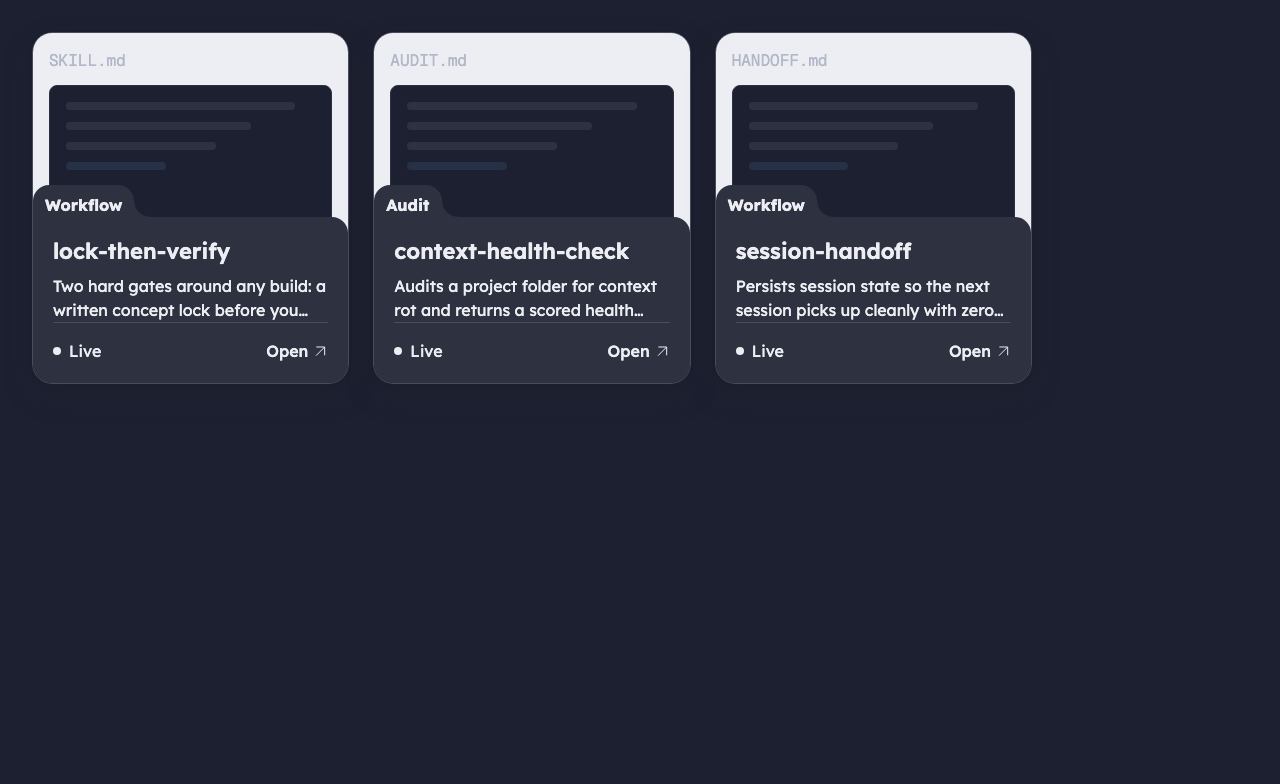 SKILL.md
Workflow
lock-then-verify
Two hard gates around any build: a
written concept lock before you…
Live
Open
AUDIT.md
Audit
context-health-check
Audits a project folder for context
rot and returns a scored health…
Live
Open
HANDOFF.md
Workflow
session-handoff
Persists session state so the next
session picks up cleanly with zero…
Live
Open